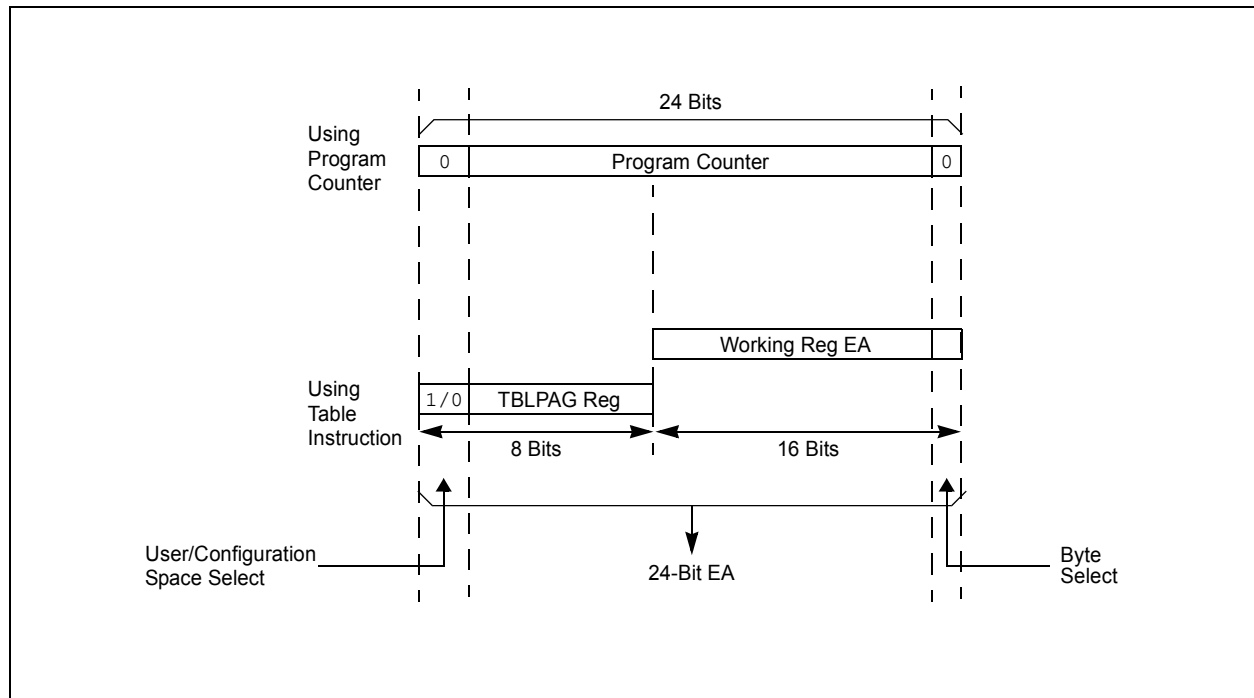 24 Bits
Using
Program
Counter
0
Program Counter
0
Working Reg EA
Using
Table
Instruction
1/0
TBLPAG Reg
8 Bits
16 Bits
User/Configuration
Space Select
24-Bit EA
Byte
Select